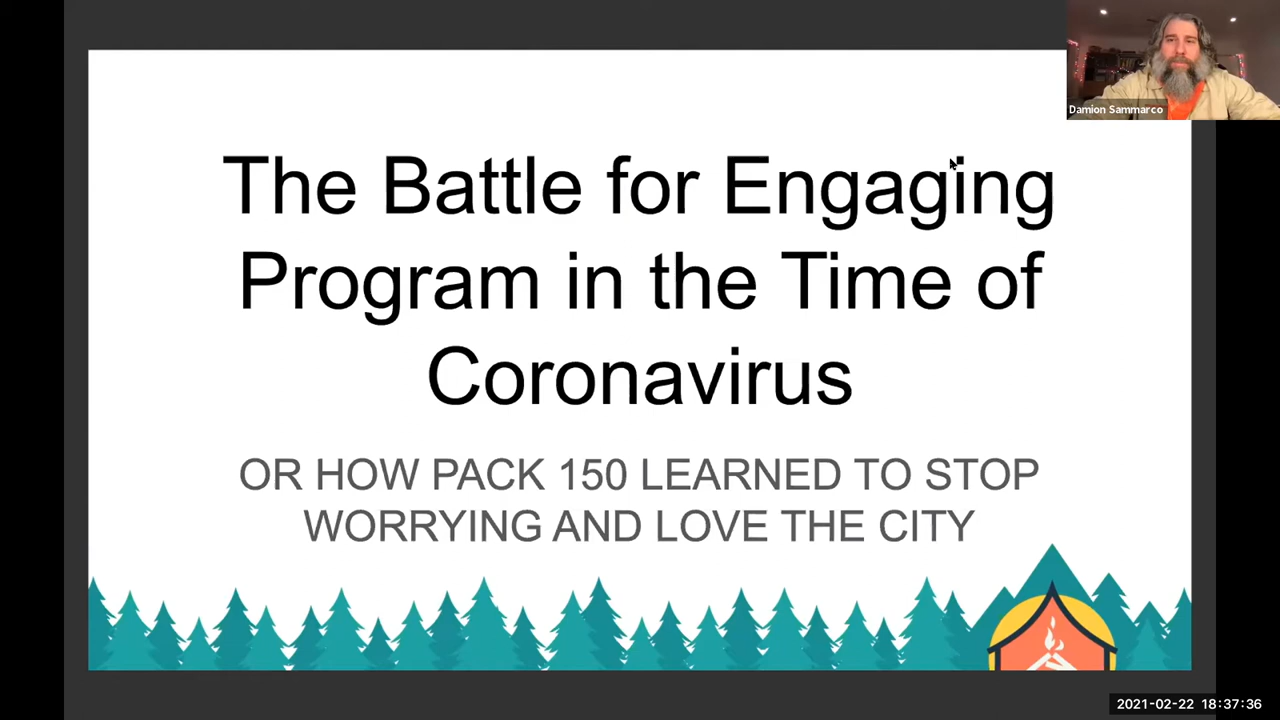 Damion Sammarco
The Battle for Engaging
Program in the Time of
Coronavirus
OR HOW PACK 150 LEARNED TO STOP
WORRYING AND LOVE THE CITY
2021-02-22 18:37:36